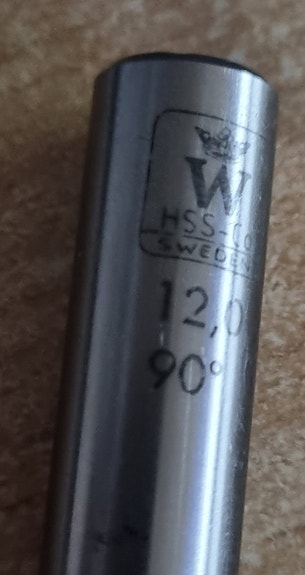 W
HSS-Co
SWEDEN
12,0
90°